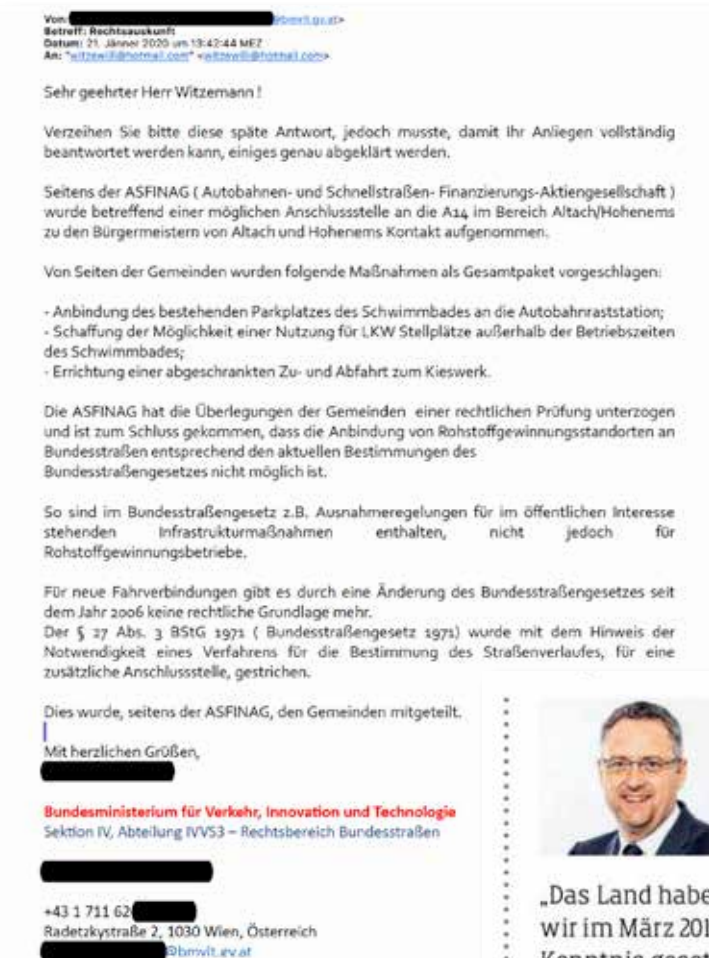 Von: @bmvit.gv.at>
Betreff: Rechtsauskunft
Datum: 21. Jänner 2020 um 13:42:44 MEZ
An: "witzewilli@hotmail.com" <witzewilli@hotmail.com>
Sehr geehrter Herr Witzemann !
Verzeihen Sie bitte diese späte Antwort, jedoch musste, damit Ihr Anliegen vollständig
beantwortet werden kann, einiges genau abgeklärt werden.
Seitens der ASFINAG ( Autobahnen- und Schnellstraßen- Finanzierungs-Aktiengesellschaft )
wurde betreffend einer möglichen Anschlussstelle an die A14 im Bereich Altach/Hohenems
zu den Bürgermeistern von Altach und Hohenems Kontakt aufgenommen.
Von Seiten der Gemeinden wurden folgende Maßnahmen als Gesamtpaket vorgeschlagen:
- Anbindung des bestehenden Parkplatzes des Schwimmbades an die Autobahnraststation;
- Schaffung der Möglichkeit einer Nutzung für LKW Stellplätze außerhalb der Betriebszeiten
des Schwimmbades;
- Errichtung einer abgeschrankten Zu- und Abfahrt zum Kieswerk.
Die ASFINAG hat die Überlegungen der Gemeinden einer rechtlichen Prüfung unterzogen
und ist zum Schluss gekommen, dass die Anbindung von Rohstoffgewinnungsstandorten an
Bundesstraßen entsprechend den aktuellen Bestimmungen des
Bundesstraßengesetzes nicht möglich ist.
So sind im Bundesstraßengesetz z.B. Ausnahmeregelungen für im öffentlichen Interesse
stehenden Infrastrukturmaßnahmen enthalten, nicht jedoch für
Rohstoffgewinnungsbetriebe.
Für neue Fahrverbindungen gibt es durch eine Änderung des Bundesstraßengesetzes seit
dem Jahr 2006 keine rechtliche Grundlage mehr.
Der § 27 Abs. 3 BStG 1971 ( Bundesstraßengesetz 1971) wurde mit dem Hinweis der
Notwendigkeit eines Verfahrens für die Bestimmung des Straßenverlaufes, für eine
zusätzliche Anschlussstelle, gestrichen.
Dies wurde, seitens der ASFINAG, den Gemeinden mitgeteilt.
Mit herzlichen Grüßen,
Bundesministerium für Verkehr, Innovation und Technologie
Sektion IV, Abteilung IVVS3 – Rechtsbereich Bundesstraßen
+43 1 711 62
Radetzkystraße 2, 1030 Wien, Österreich
@bmvit.gv.at
„Das Land habe
wir im März 201